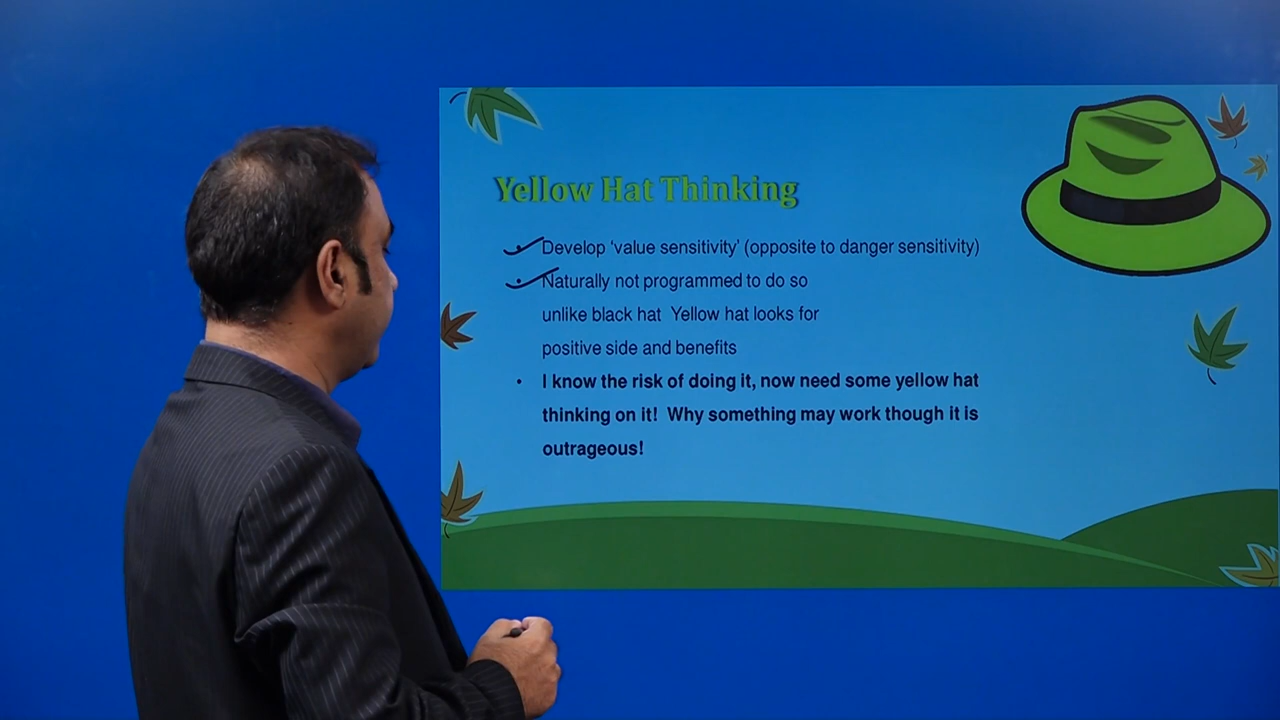 Yellow Hat Thinking
• Develop ‘value sensitivity’ (opposite to danger sensitivity)
• Naturally not programmed to do so
unlike black hat Yellow hat looks for
positive side and benefits
• I know the risk of doing it, now need some yellow hat
thinking on it! Why something may work though it is
outrageous!